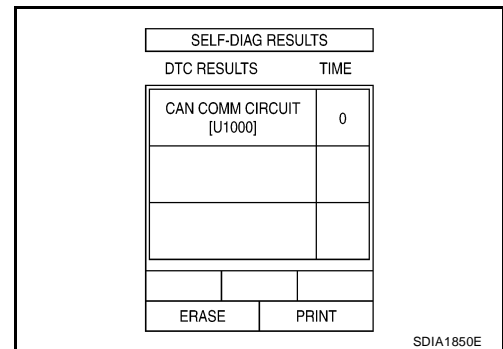 SELF-DIAG RESULTS
DTC RESULTS TIME
CAN COMM CIRCUIT 0
[U1000]
ERASE PRINT
SDIA1850E